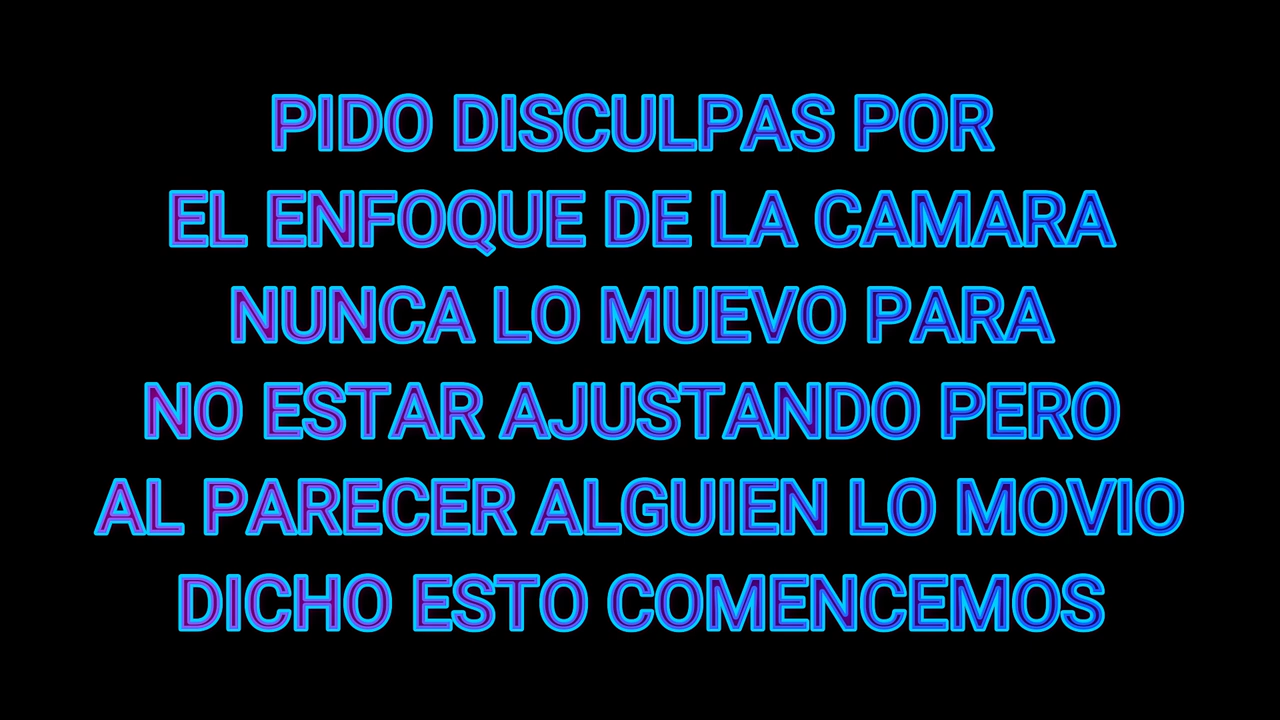 PIDO DISCULPAS POR
EL ENFOQUE DE LA CAMARA
NUNCA LO MUEVO PARA
NO ESTAR AJUSTANDO PERO
AL PARECER ALGUIEN LO MOVIO
DICHO ESTO COMENCEMOS